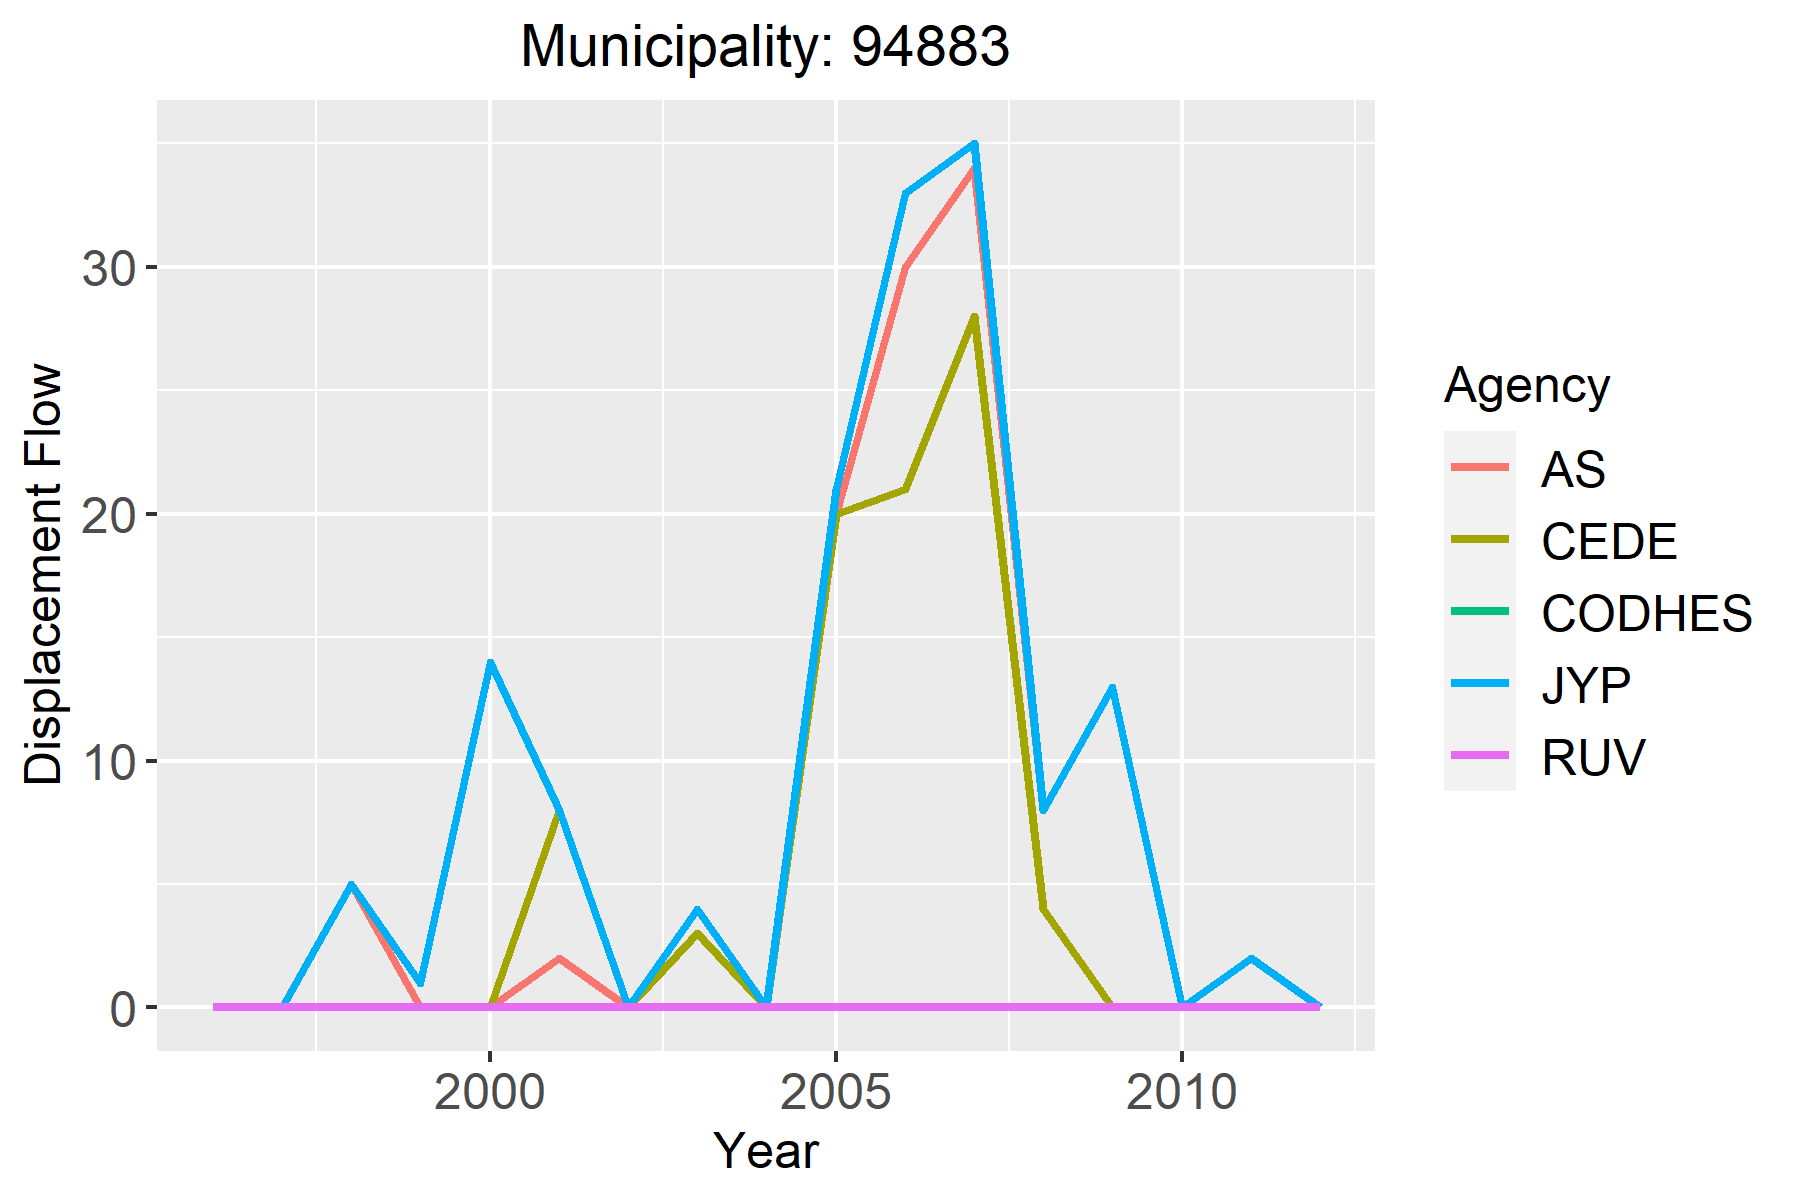 Municipality: 94883
Displacement Flow
30
20
10
0
2000 2005 2010
Year
Agency
AS
CEDE
CODHES
JYP
RUV